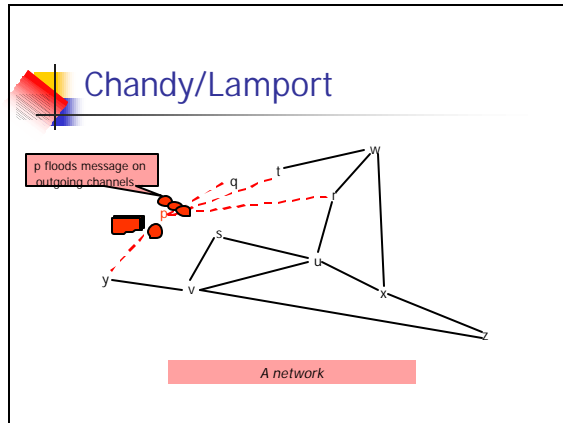 Chandy/Lamport
p floods message on
outgoing channels
w
t
q
r
p
s
u
y
v
x
z
A network